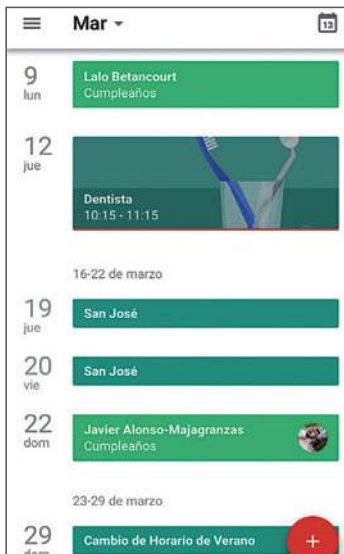 Mar
13
9
lun
Lalo Betancourt
Cumpleaños
12
jue
Dentista
10:15 - 11:15
16-22 de marzo
19
jue
San José
20
vie
San José
22
dom
Javier Alonso-Majagranzas
Cumpleaños
23-29 de marzo
29
dom
Cambio de Horario de Verano
+